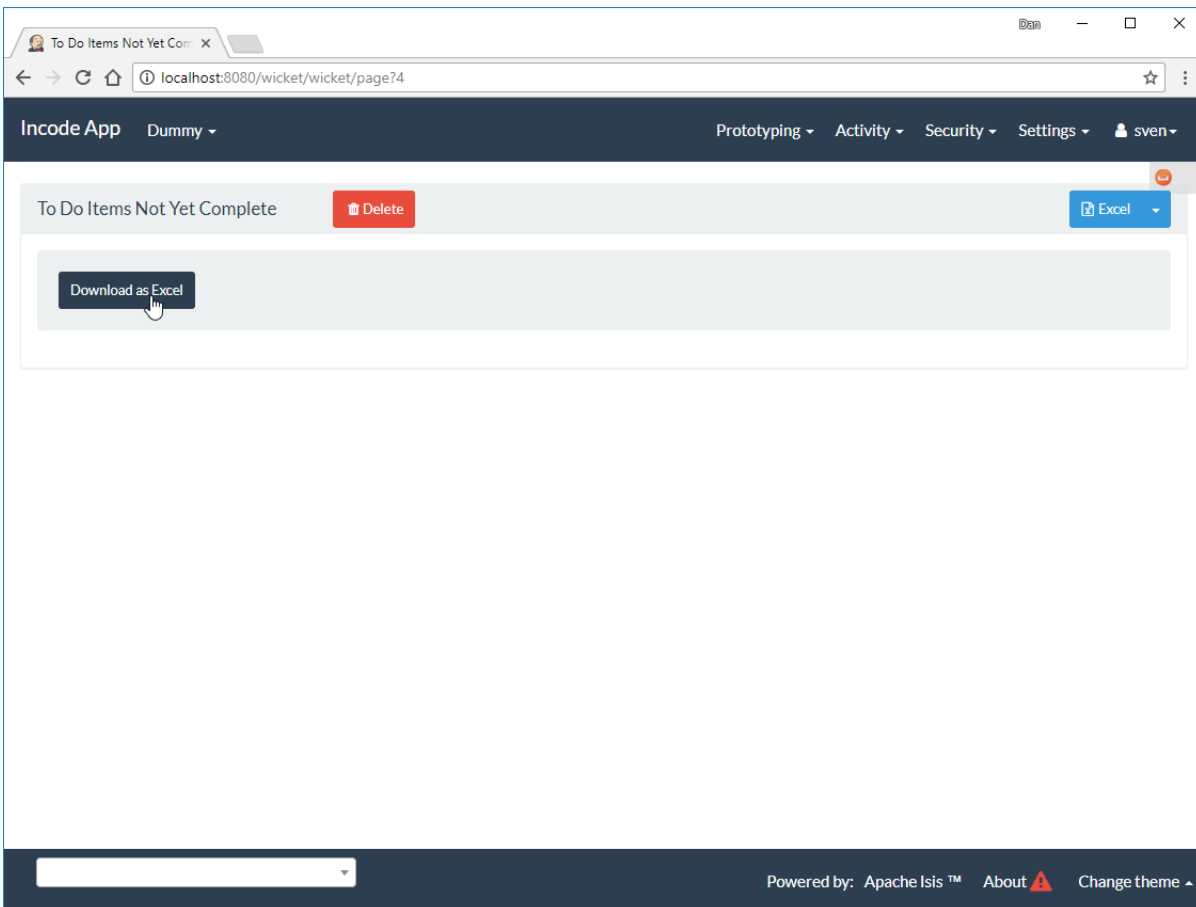 Dan
To Do Items Not Yet Com
localhost:8080/wicket/wicket/page?4
Incode App Dummy Prototyping Activity Security Settings sven
To Do Items Not Yet Complete Delete Excel
Download as Excel
Powered by: Apache Isis ™ About Change theme